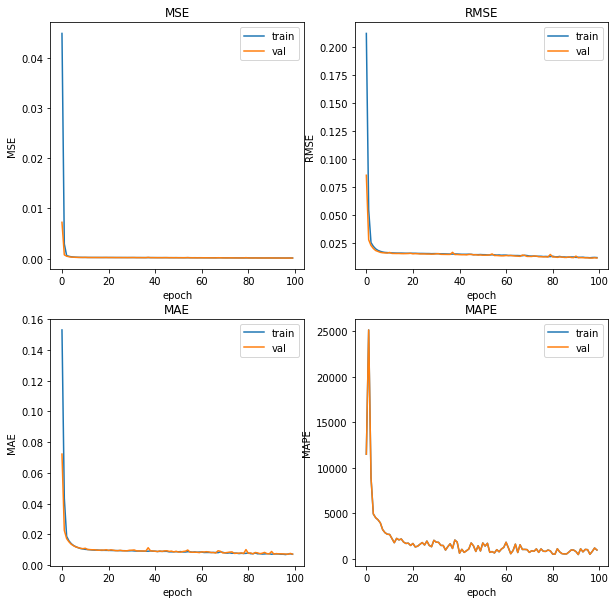 MSE
MSE
0.04
0.03
0.02
0.01
0.00
0 20 40 60 80 100
epoch
train
val
RMSE
RMSE
0.200
0.175
0.150
0.125
0.100
0.075
0.050
0.025
0 20 40 60 80 100
epoch
train
val
MAE
MAE
0.16
0.14
0.12
0.10
0.08
0.06
0.04
0.02
0.00
0 20 40 60 80 100
epoch
train
val
MAPE
MAPE
25000
20000
15000
10000
5000
0
0 20 40 60 80 100
epoch
train
val